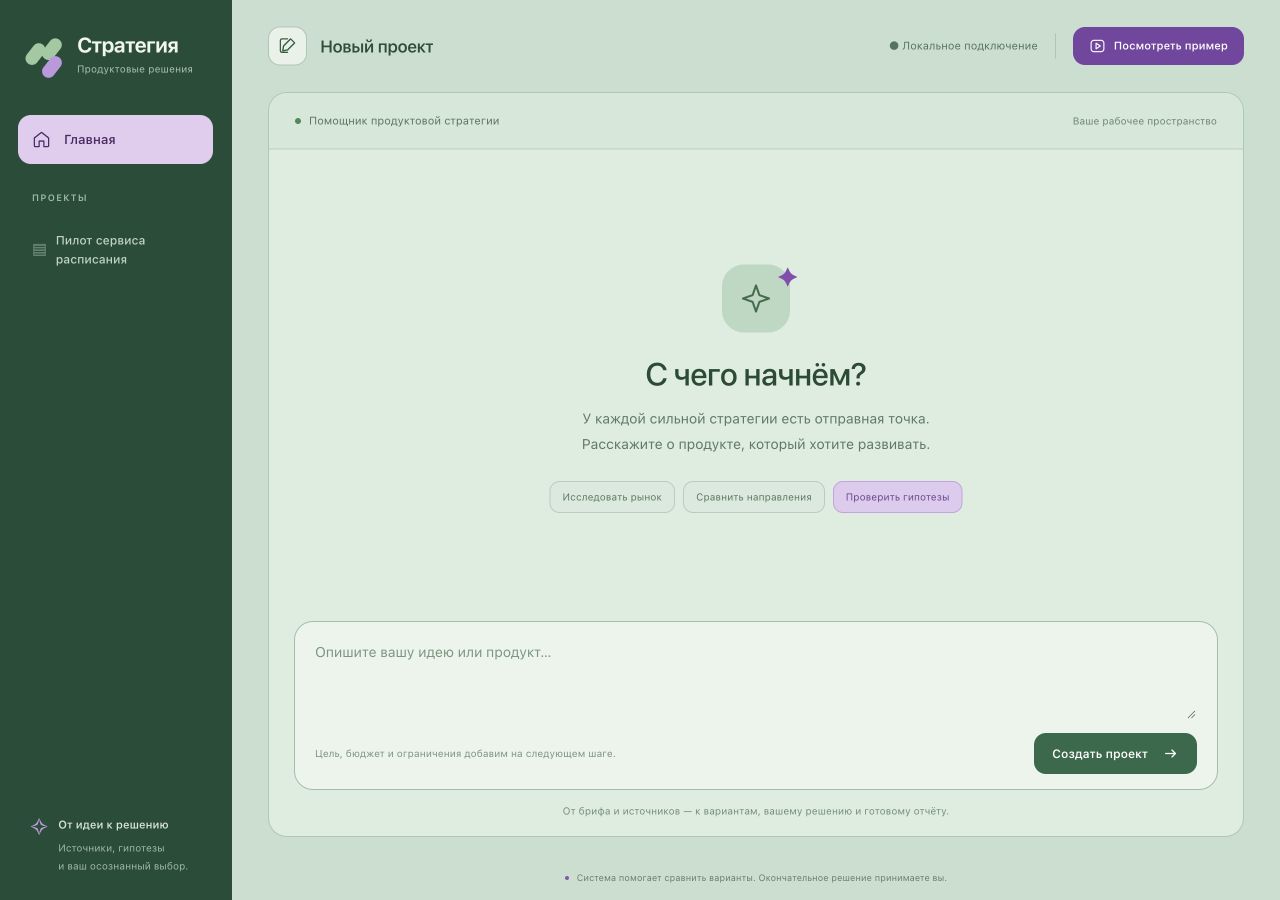 Стратегия
Продуктовые решения
Главная
ПРОЕКТЫ
Пилот сервиса
расписания
От идеи к решению
Источники, гипотезы
и ваш осознанный выбор.
Новый проект
Локальное подключение
Посмотреть пример
Помощник продуктовой стратегии
Ваше рабочее пространство
С чего начнём?
У каждой сильной стратегии есть отправная точка.
Расскажите о продукте, который хотите развивать.
Исследовать рынок
Сравнить направления
Проверить гипотезы
Опишите вашу идею или продукт...
Цель, бюджет и ограничения добавим на следующем шаге.
Создать проект
От брифа и источников — к вариантам, вашему решению и готовому отчёту.
Система помогает сравнить варианты. Окончательное решение принимаете вы.